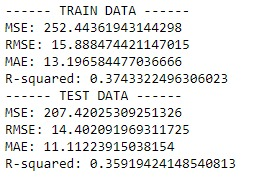 ------ TRAIN DATA ------
MSE: 252.44361943144298
RMSE: 15.888474421147015
MAE: 13.196584477036666
R-squared: 0.3743322496306023
------ TEST DATA ------
MSE: 207.42025309251326
RMSE: 14.402091969311725
MAE: 11.11223915038154
R-squared: 0.35919424148540813